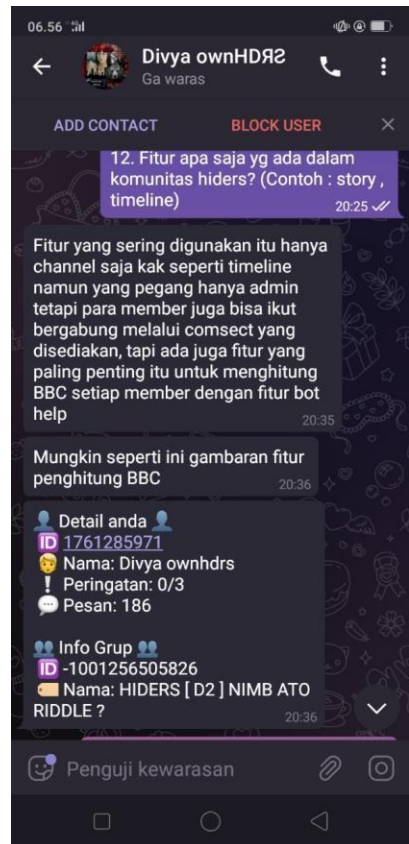 06.56
Divya ownHDЯƧ
Ga waras
ADD CONTACT BLOCK USER
12. Fitur apa saja yg ada dalam
komunitas hiders? (Contoh : story ,
timeline)
20:25
Fitur yang sering digunakan itu hanya
channel saja kak seperti timeline
namun yang pegang hanya admin
tetapi para member juga bisa ikut
bergabung melalui comsect yang
disediakan, tapi ada juga fitur yang
paling penting itu untuk menghitung
BBC setiap member dengan fitur bot
help
20:35
Mungkin seperti ini gambaran fitur
penghitung BBC
20:36
👤 Detail anda 👤
🆔 1761285971
👱 Nama: Divya ownhdrs
❕ Peringatan: 0/3
💬 Pesan: 186
👥 Info Grup 👥
🆔 -1001256505826
🏷 Nama: HIDERS [ D2 ] NIMB ATO
RIDDLE ?
20:36
Penguji kewarasan